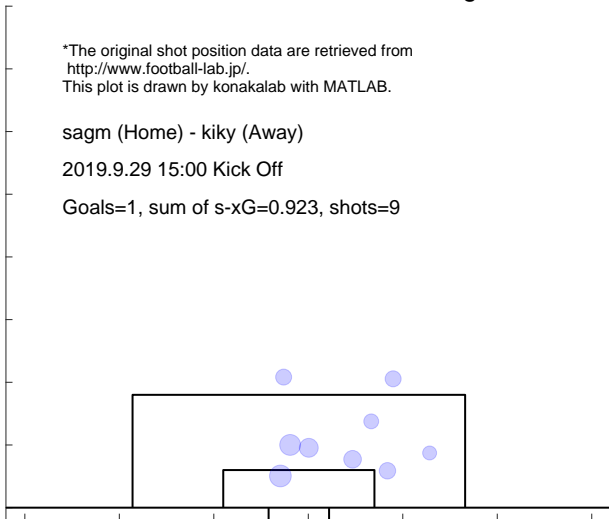 *The original shot position data are retrieved from
http://www.football-lab.jp/.
This plot is drawn by konakalab with MATLAB.
sagm (Home) - kiky (Away)
2019.9.29 15:00 Kick Off
Goals=1, sum of s-xG=0.923, shots=9